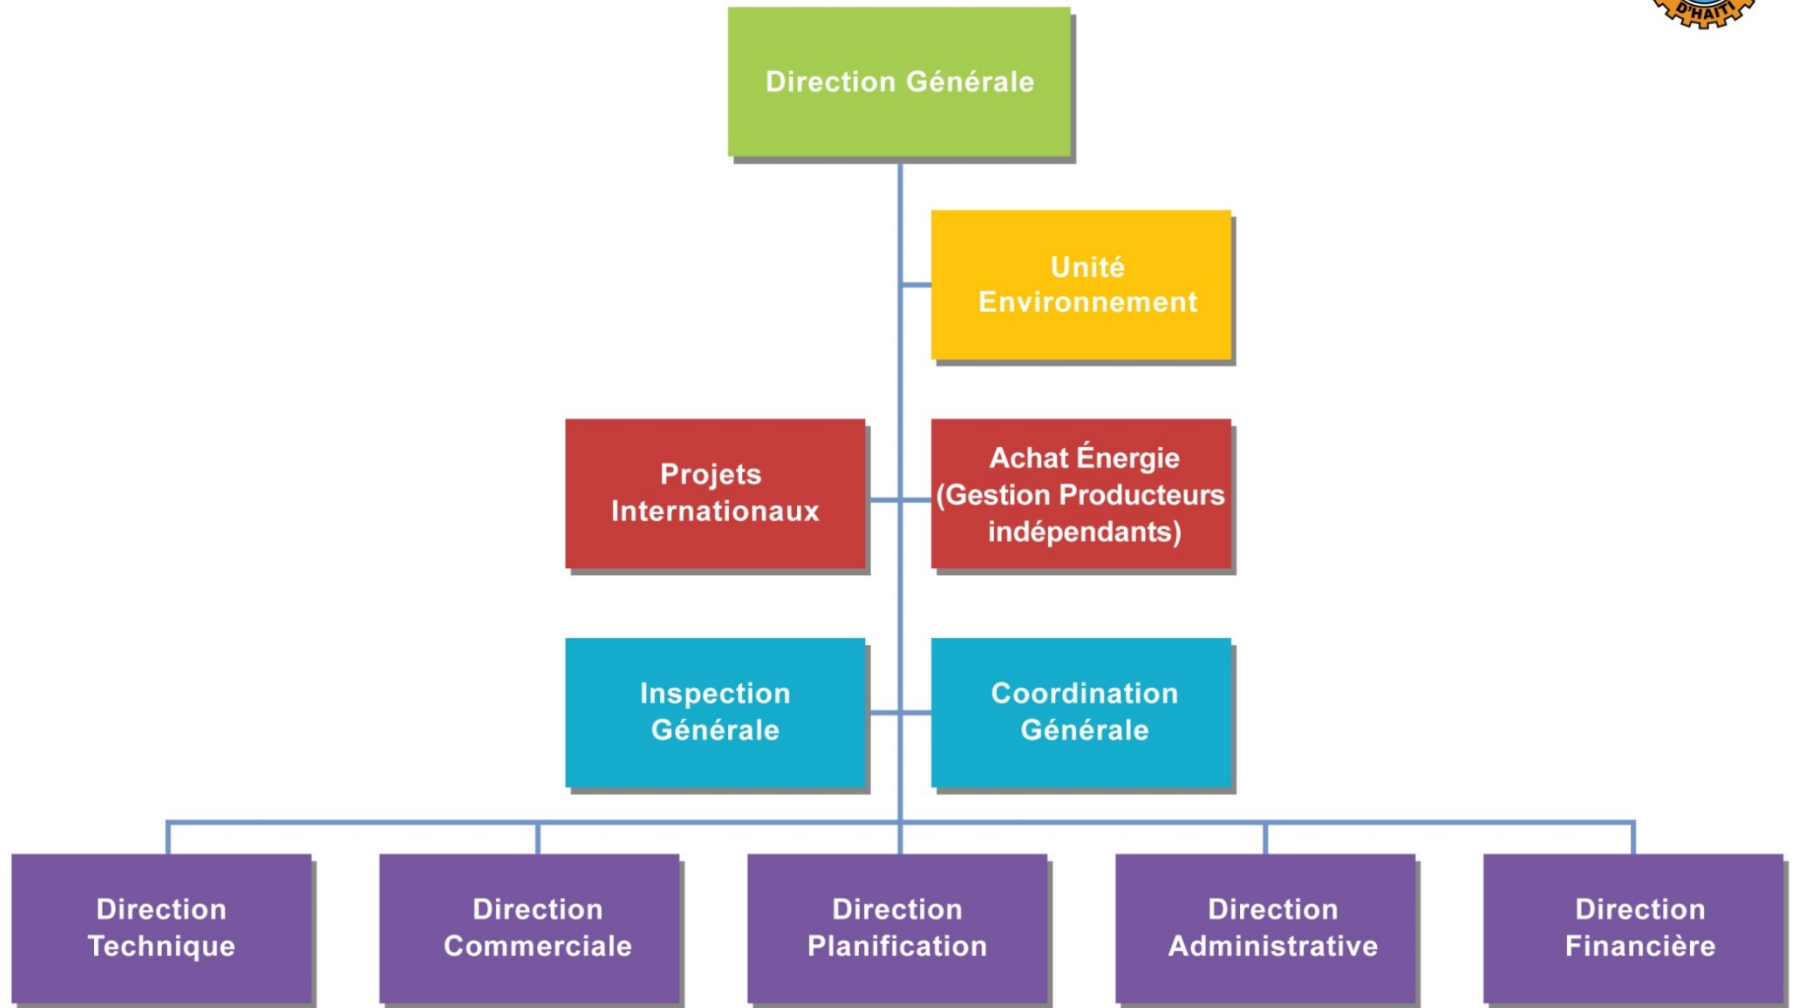 D'HAITI
Direction Générale
Unité
Environnement
Projets
Internationaux
Achat Énergie
(Gestion Producteurs
indépendants)
Inspection
Générale
Coordination
Générale
Direction
Technique
Direction
Commerciale
Direction
Planification
Direction
Administrative
Direction
Financière